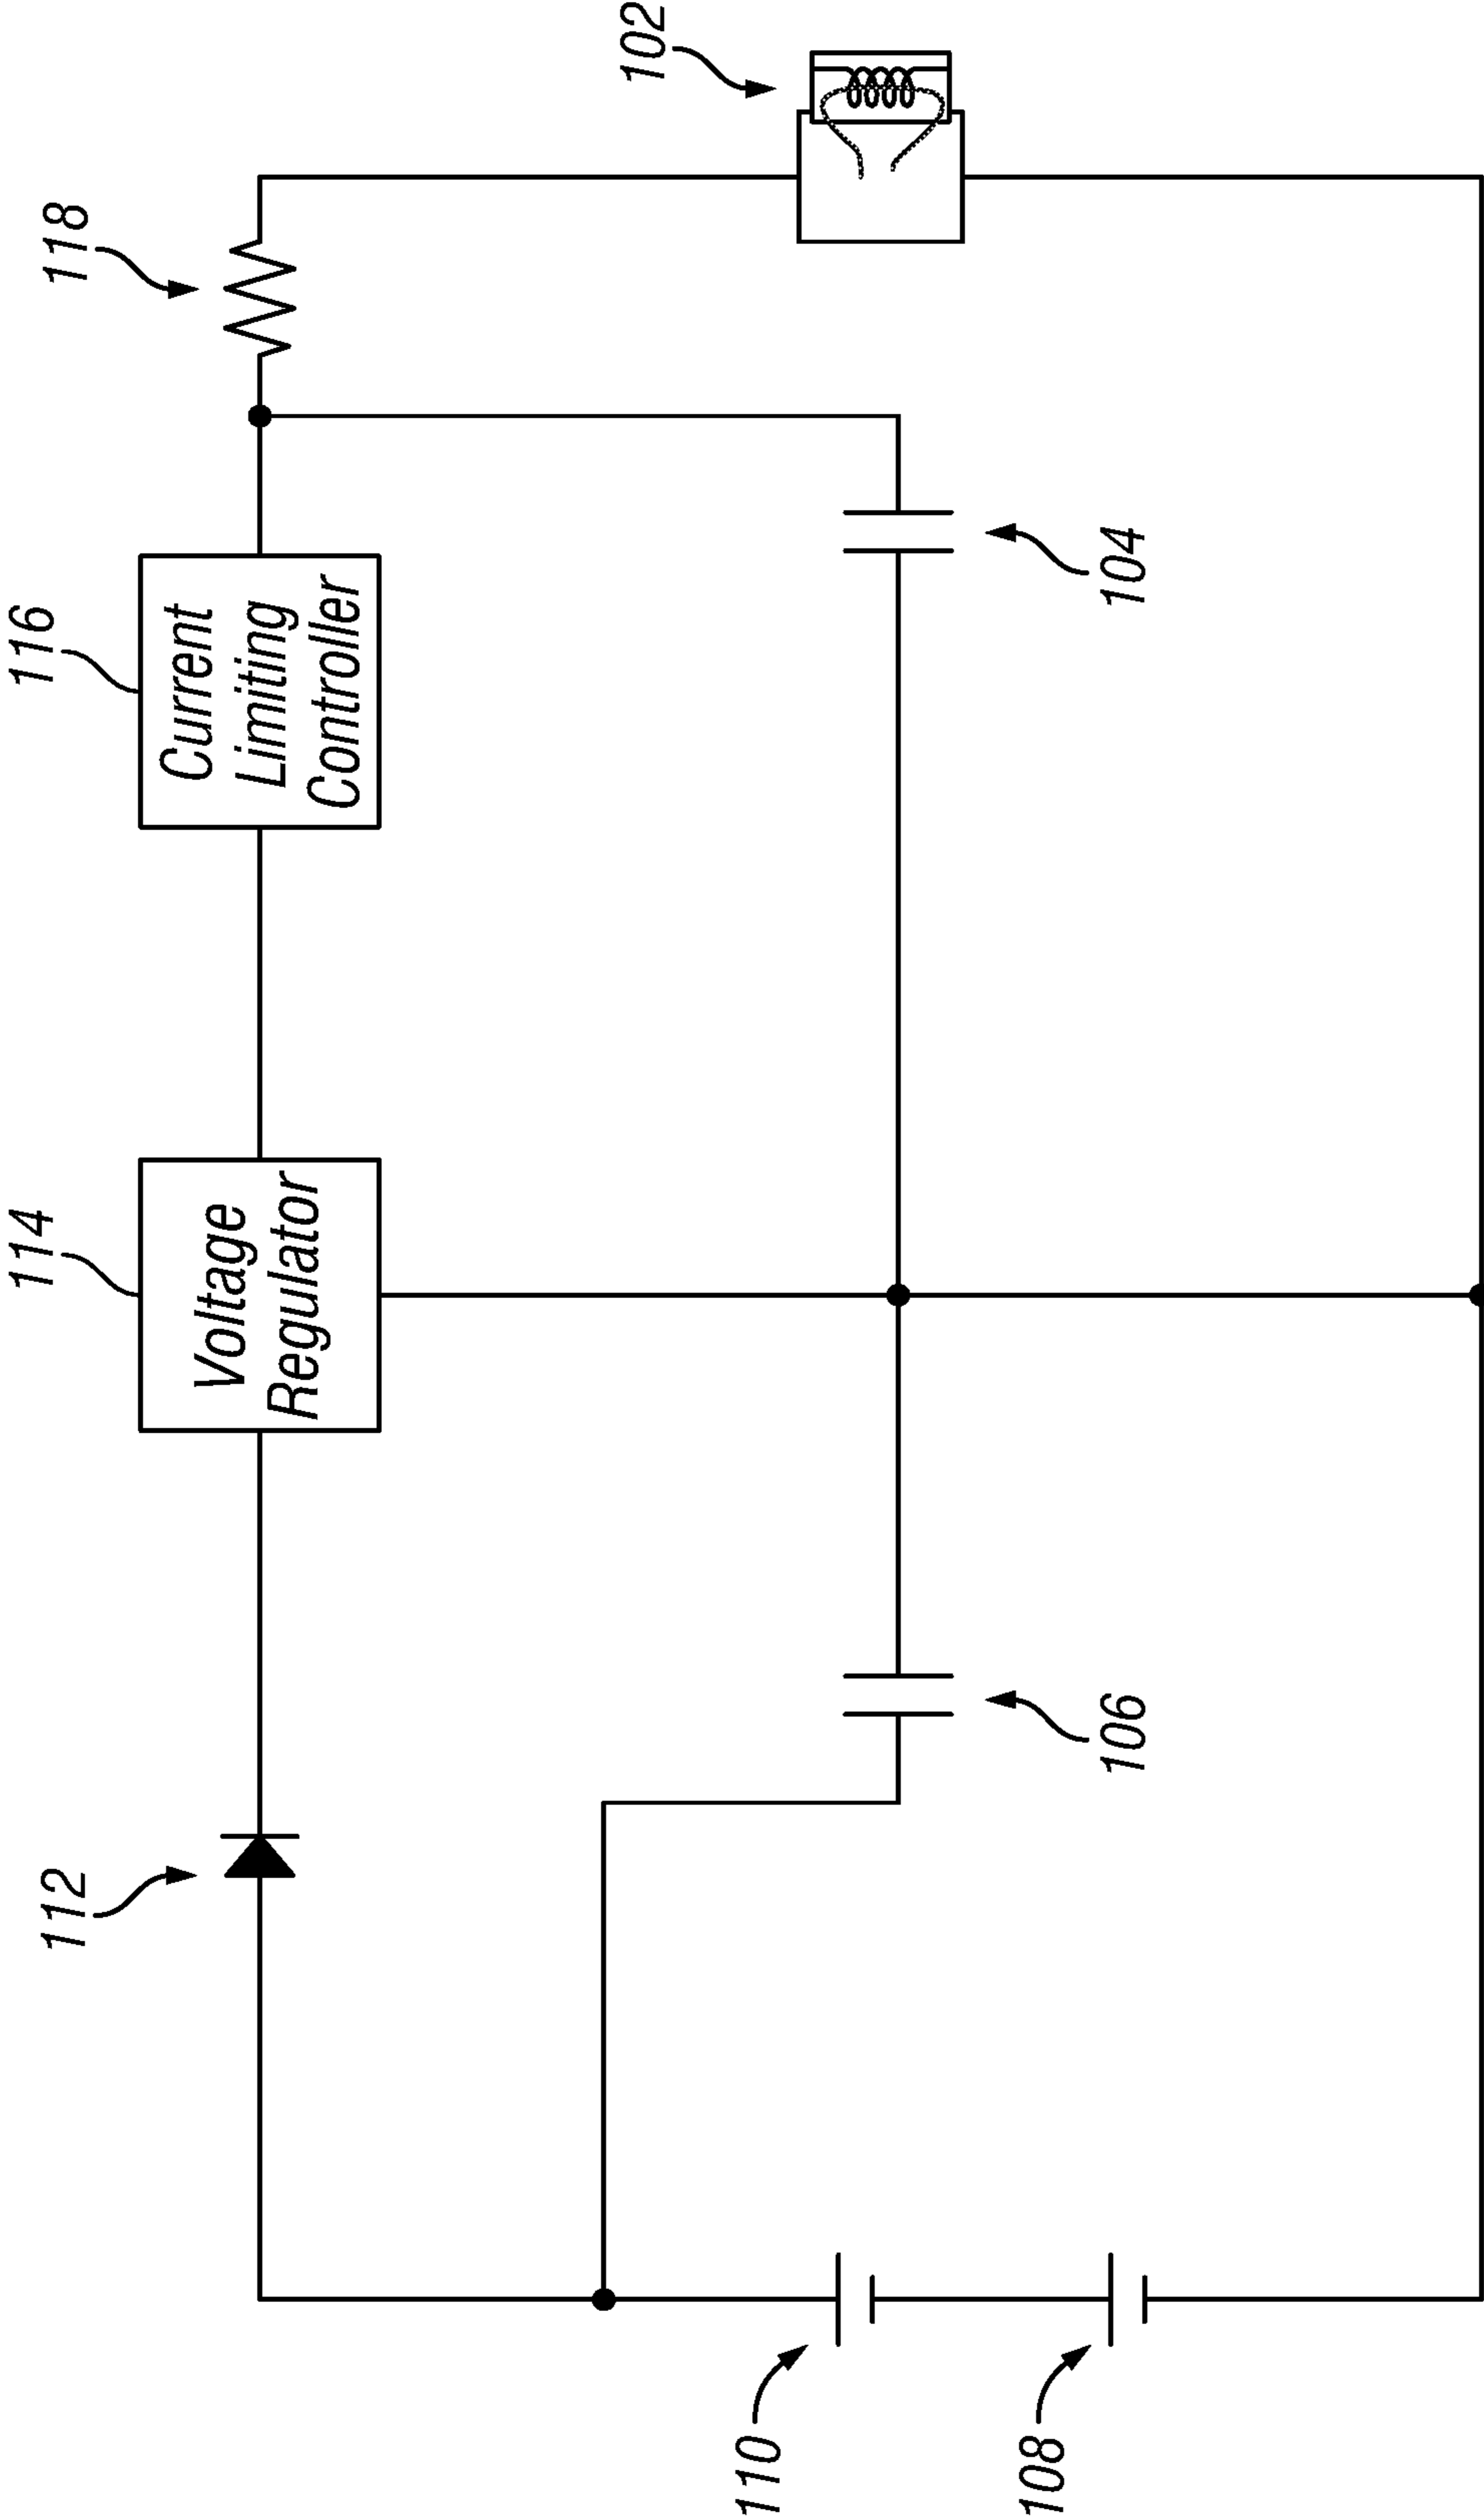 112
114
Voltage
Regulator
116
Current
Limiting
Controller
118
102
110
108
106
104